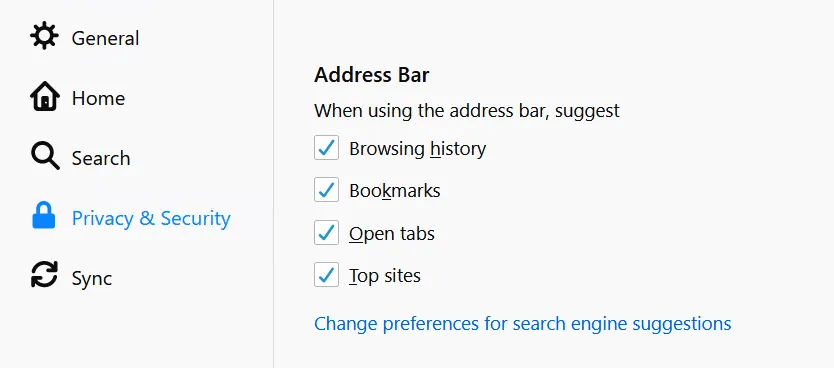 General
Home
Search
Privacy & Security
Sync
Address Bar
When using the address bar, suggest
Browsing history
Bookmarks
Open tabs
Top sites
Change preferences for search engine suggestions